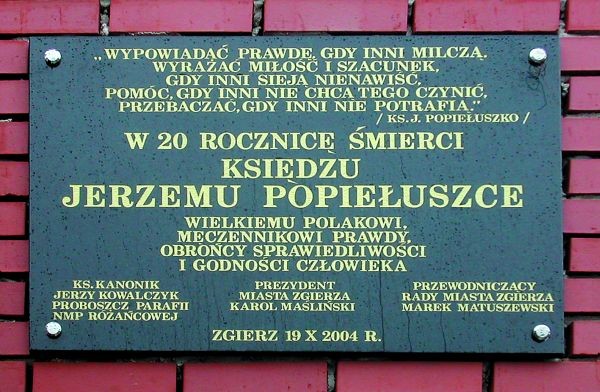 „WYPOWIADAĆ PRAWDĘ, GDY INNI MILCZĄ.
WYRAŻAĆ MIŁOŚĆ I SZACUNEK,
GDY INNI SIEJĄ NIENAWIŚĆ,
POMÓC, GDY INNI NIE CHCĄ TEGO CZYNIĆ,
PRZEBACZAĆ, GDY INNI NIE POTRAFIĄ."
/ KS. J. POPIEŁUSZKO /
W 20 ROCZNICĘ ŚMIERCI
KSIĘDZU
JERZEMU POPIEŁUSZCE
WIELKIEMU POLAKOWI,
MĘCZENNIKOWI PRAWDY,
OBROŃCY SPRAWIEDLIWOŚCI
I GODNOŚCI CZŁOWIEKA
KS. KANONIK
JERZY KOWALCZYK
PROBOSZCZ PARAFII
NMP RÓŻAŃCOWEJ
PREZYDENT
MIASTA ZGIERZA
KAROL MAŚLIŃSKI
PRZEWODNICZĄCY
RADY MIASTA ZGIERZA
MAREK MATUSZEWSKI
ZGIERZ 19 X 2004 R.